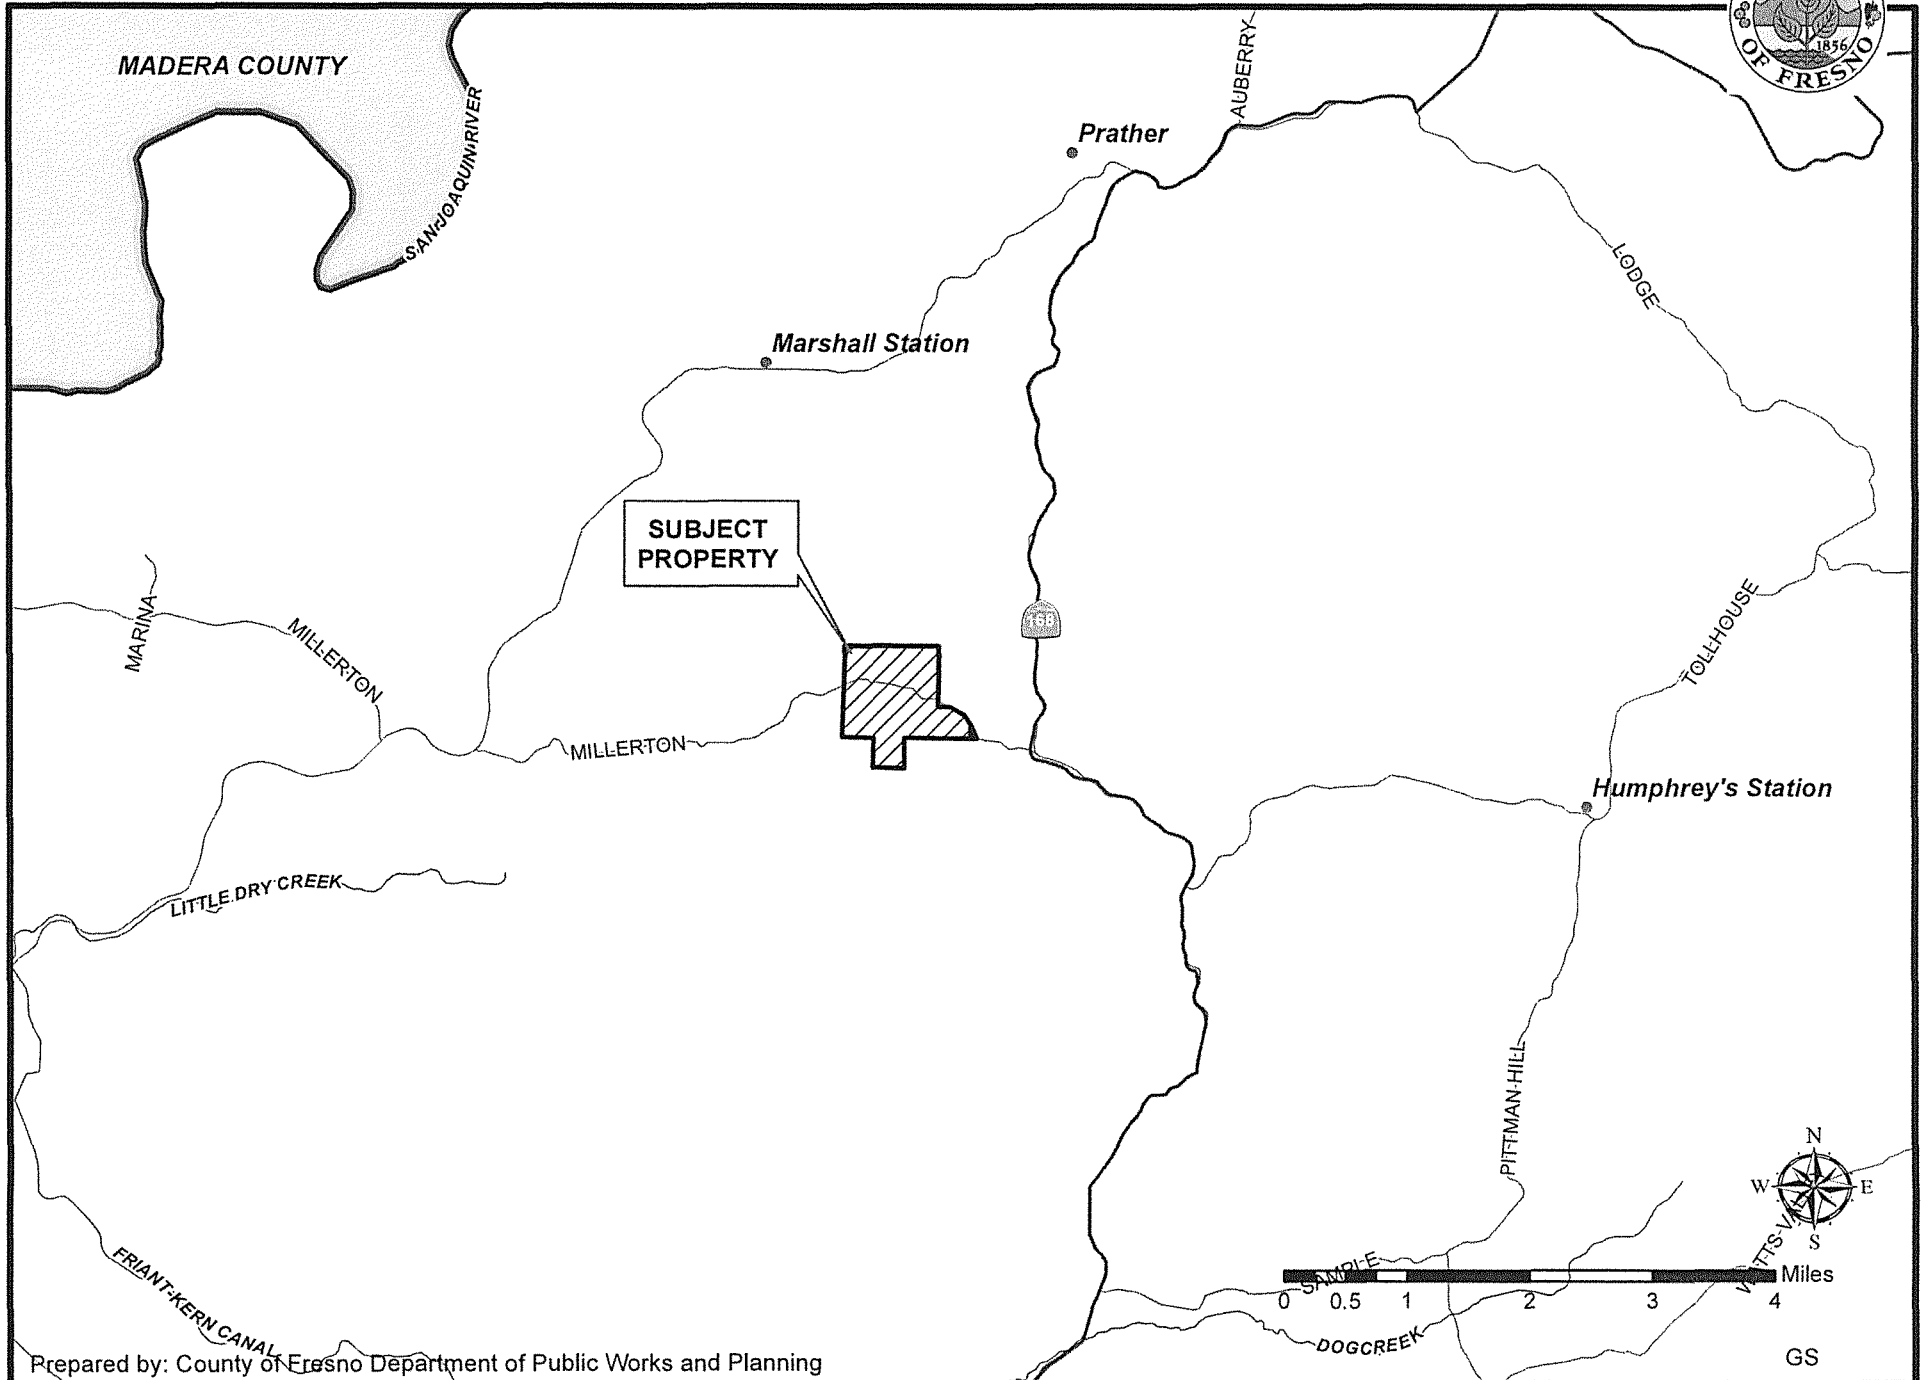 1856
OF FRESNO
MADERA COUNTY
AUBERRY
SAN JOAQUIN RIVER
Prather
LODGE
Marshall Station
SUBJECT
PROPERTY
MARINA
MILLERTON
168
TOLLHOUSE
MILLERTON
Humphrey's Station
LITTLE DRY CREEK
PITTMAN HILL
N
W
E
S
FRIANT-KERN CANAL
SAMPLE
Miles
0 0.5 1 2 3 4
DOGCREEK
Prepared by: County of Fresno Department of Public Works and Planning
GS